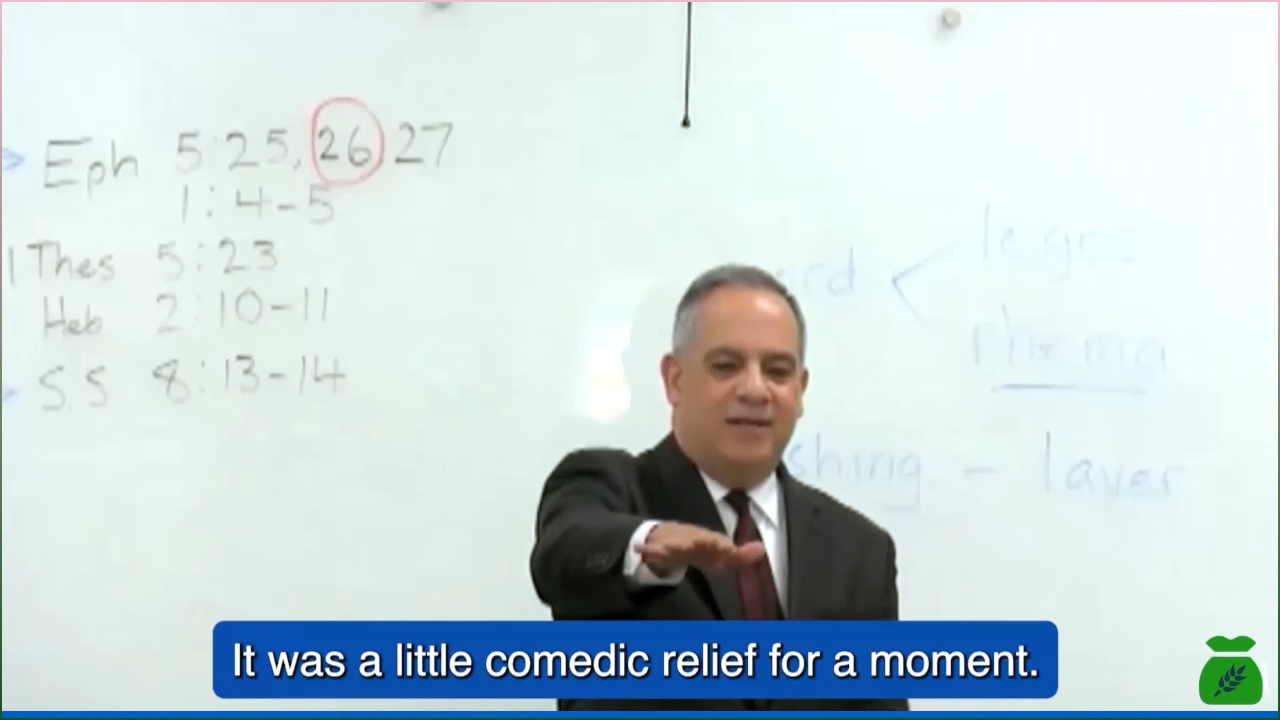 Eph 5:25, 26 27
1:4-5
1 Thes 5:23
Heb 2:10-11
S.S 8:13-14
rhema
- laver
It was a little comedic relief for a moment.